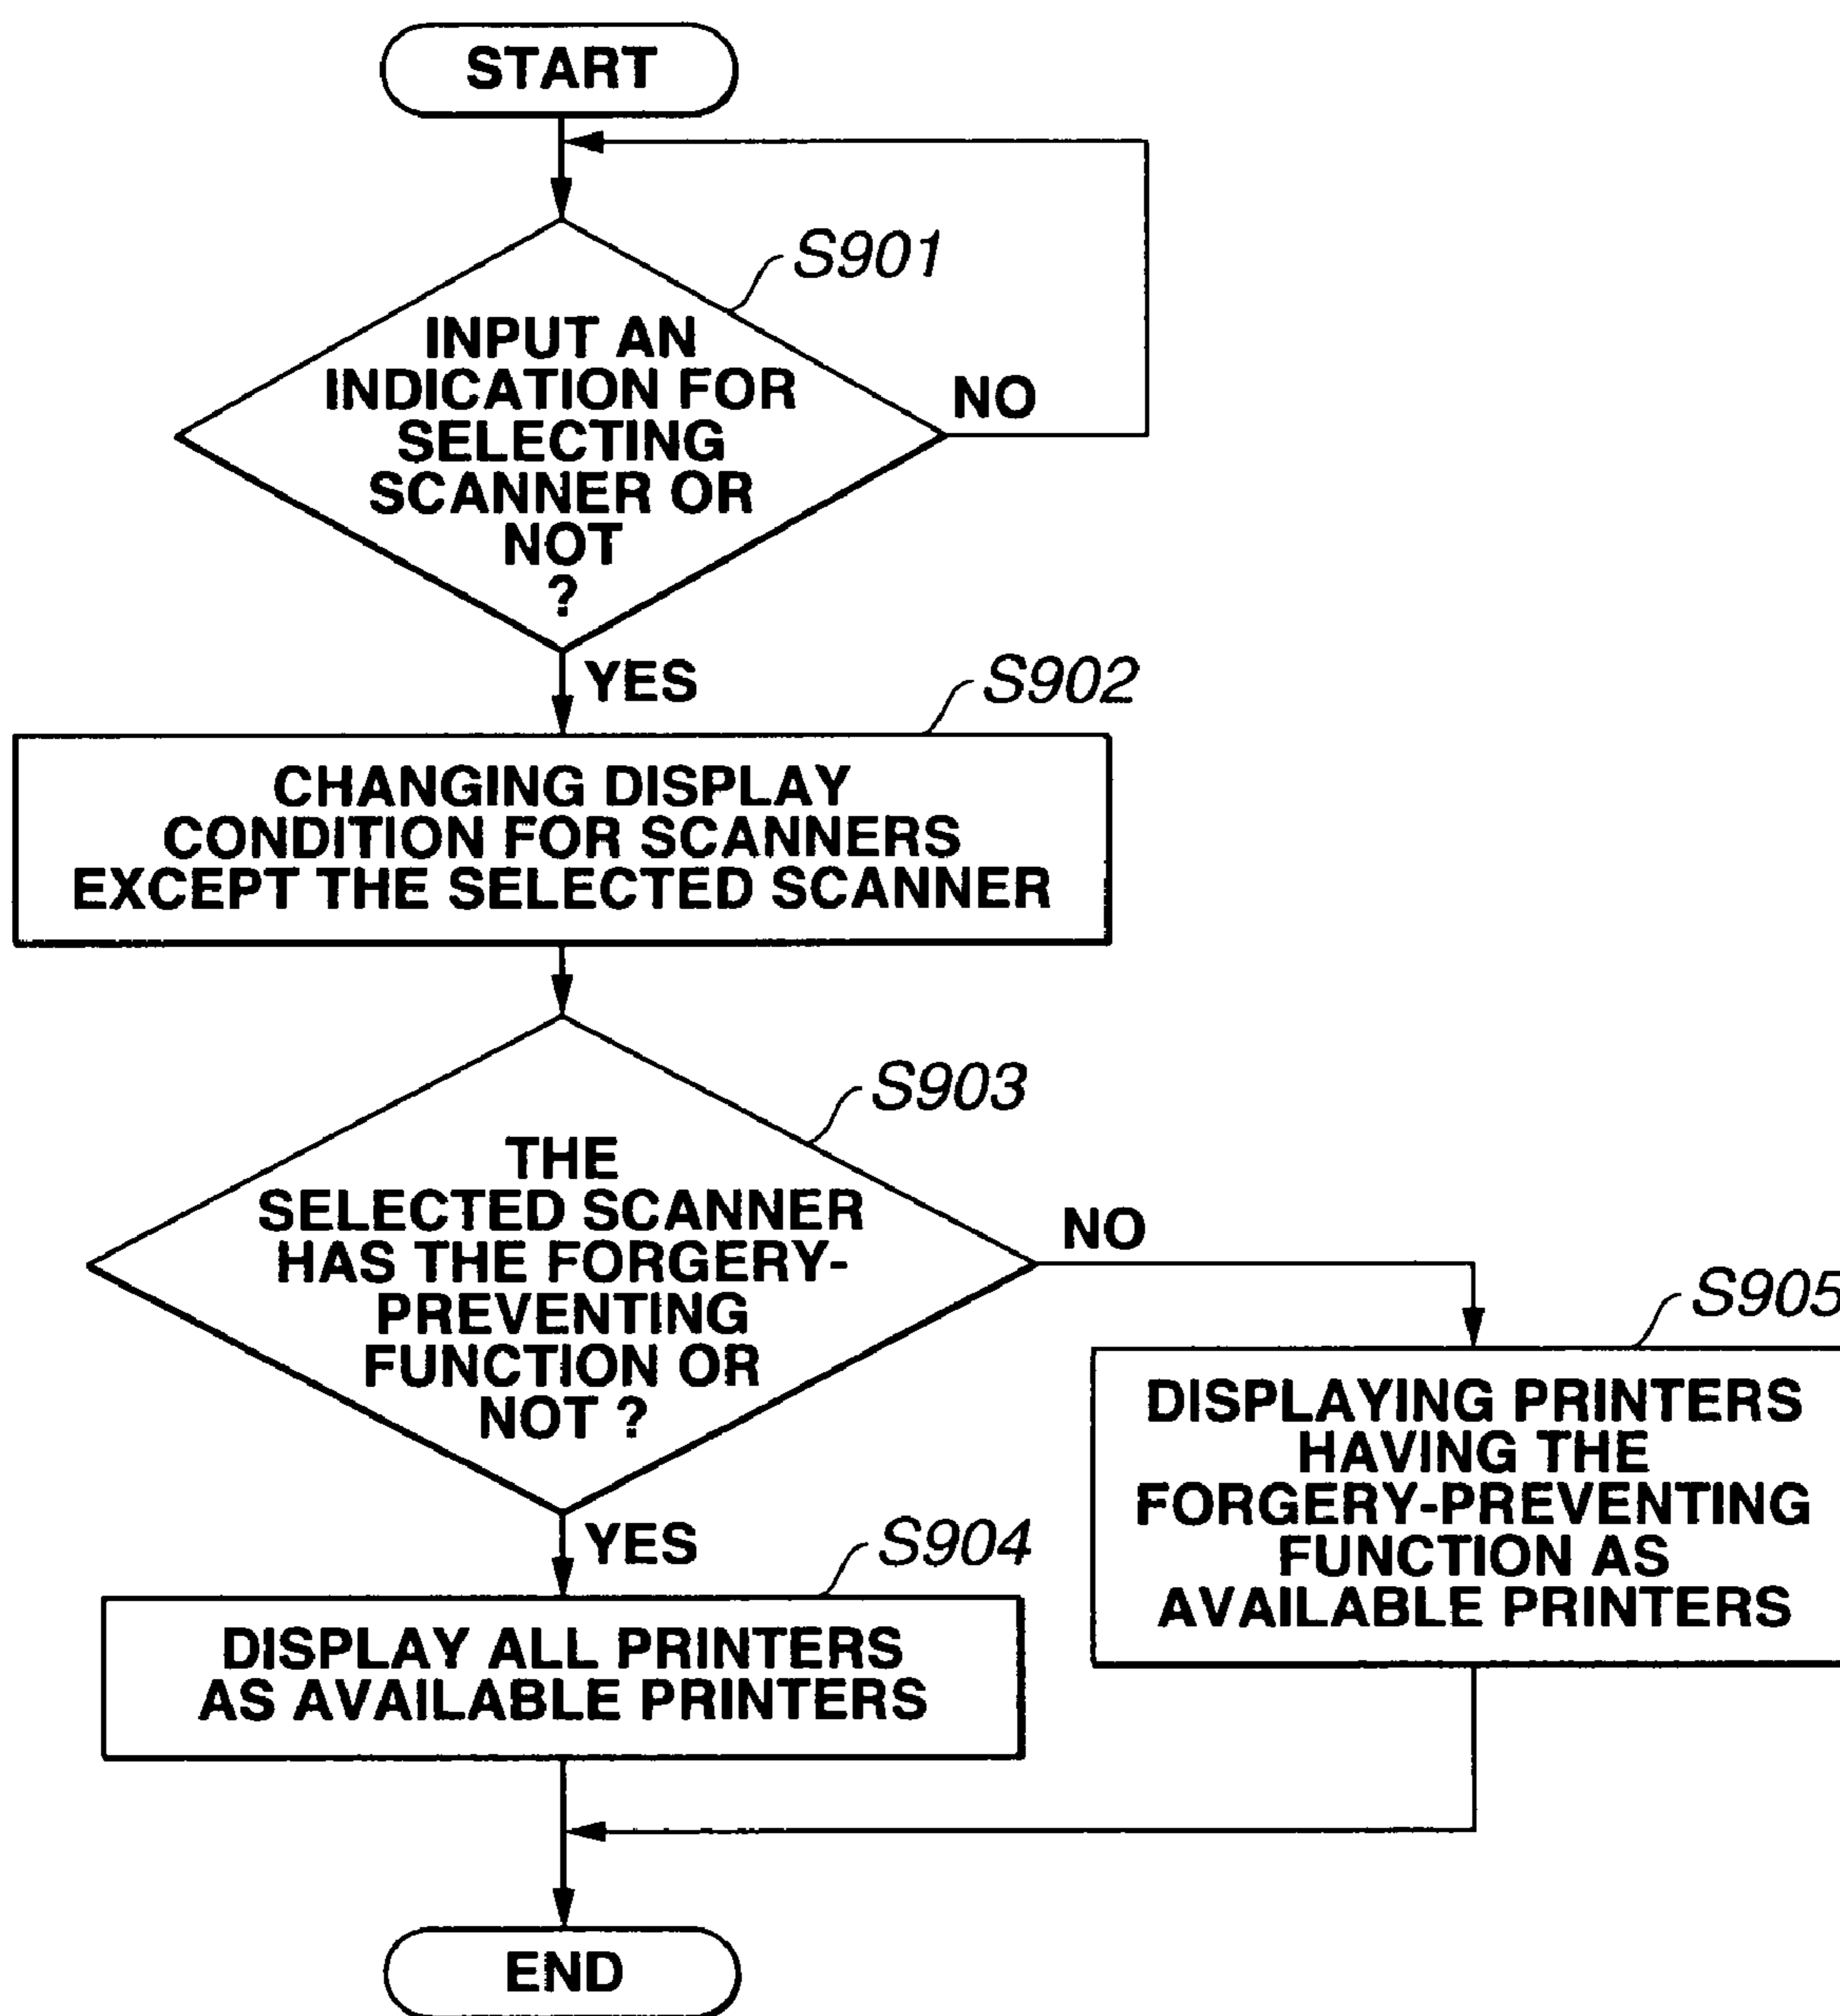 START
S901
INPUT AN
INDICATION FOR
SELECTING
SCANNER OR
NOT
?
NO
YES
S902
CHANGING DISPLAY
CONDITION FOR SCANNERS
EXCEPT THE SELECTED SCANNER
S903
THE
SELECTED SCANNER
HAS THE FORGERY-
PREVENTING
FUNCTION OR
NOT ?
NO
S905
DISPLAYING PRINTERS
HAVING THE
FORGERY-PREVENTING
FUNCTION AS
AVAILABLE PRINTERS
YES
S904
DISPLAY ALL PRINTERS
AS AVAILABLE PRINTERS
END